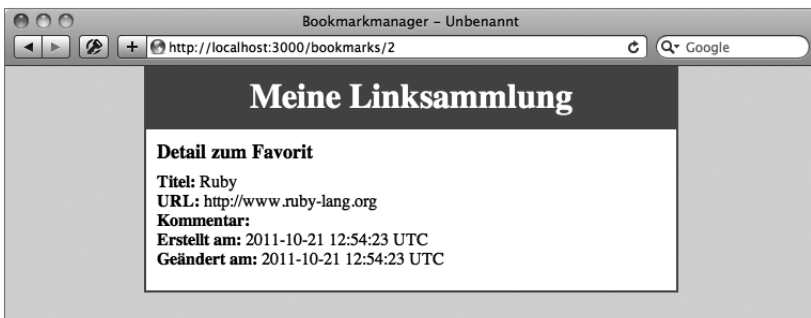 Bookmarkmanager – Unbenannt
http://localhost:3000/bookmarks/2
Google
Meine Linksammlung
Detail zum Favorit
Titel: Ruby
URL: http://www.ruby-lang.org
Kommentar:
Erstellt am: 2011-10-21 12:54:23 UTC
Geändert am: 2011-10-21 12:54:23 UTC